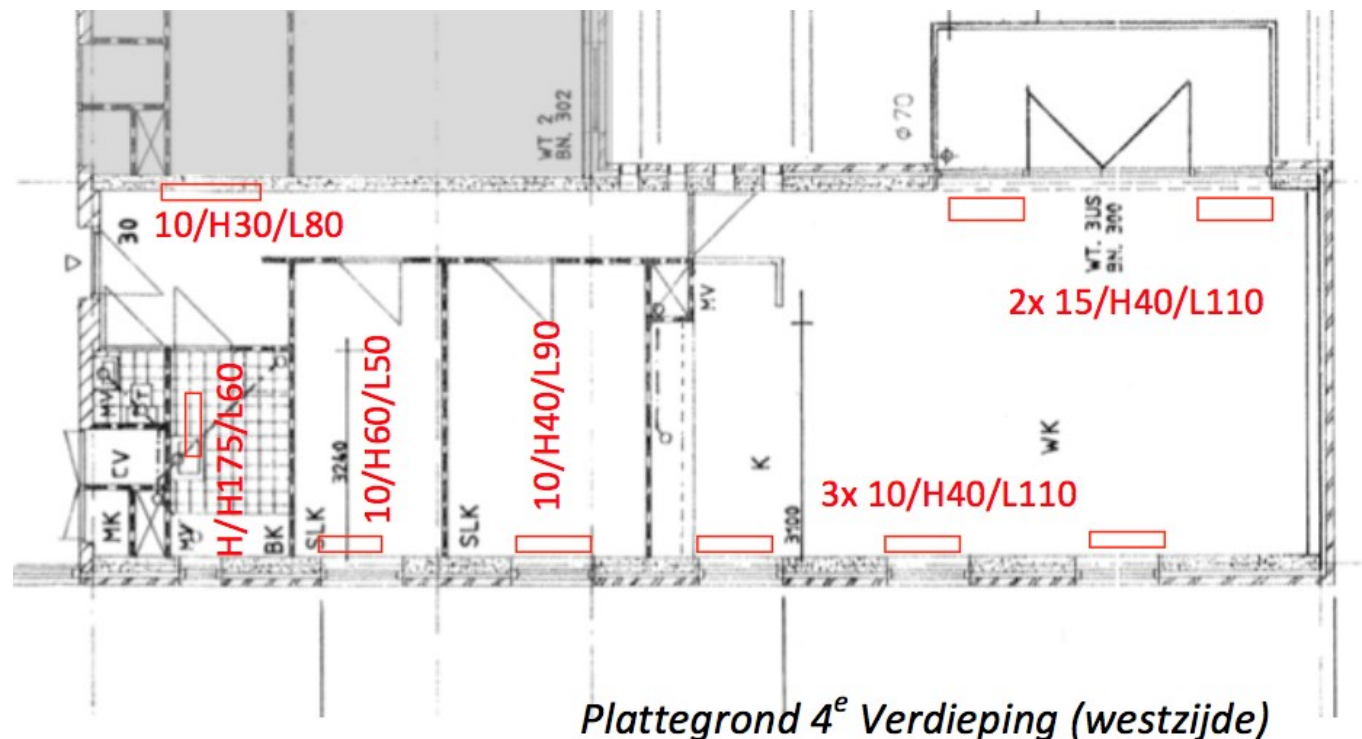 WT 2
BN. 302
ø 70
30
10/H30/L80
WT. 3US
BN. 300
2x 15/H40/L110
MV
MV
T
CV
MK
MV
BK
H/H175/L60
SLK
3240
10/H60/L50
SLK
10/H40/L90
K
3100
WK
3x 10/H40/L110
Plattegrond 4e Verdieping (westzijde)